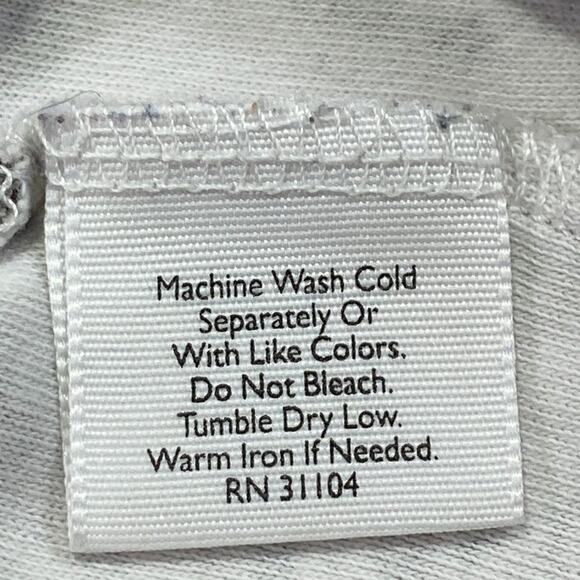 Machine Wash Cold
Separately Or
With Like Colors.
Do Not Bleach.
Tumble Dry Low.
Warm Iron If Needed.
RN 31104